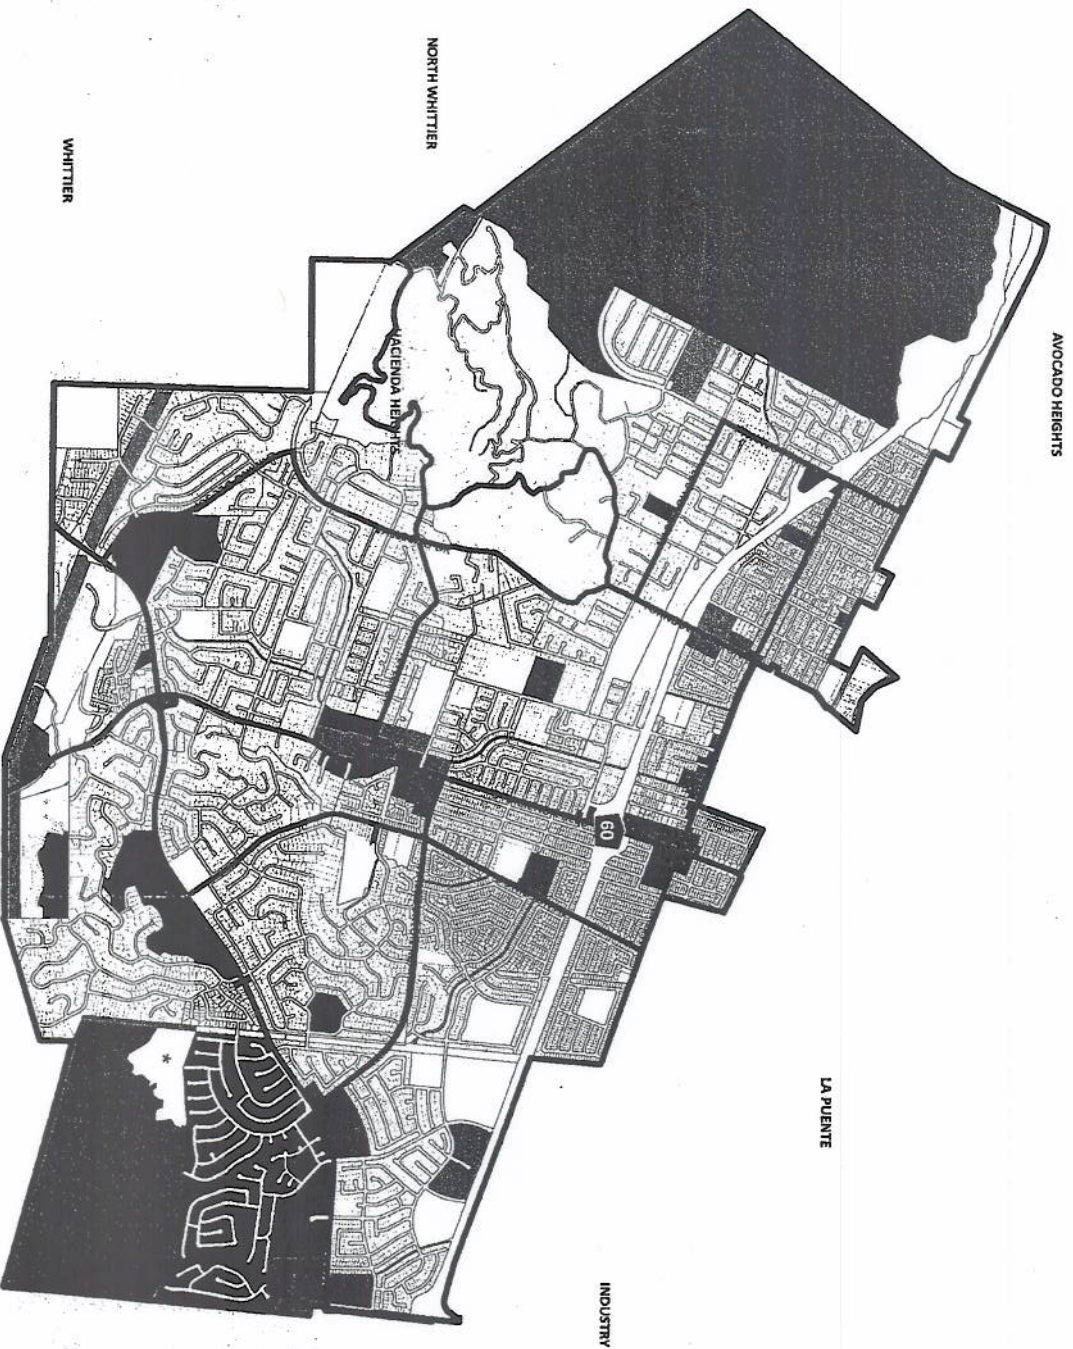 AVOCADO HEIGHTS
NORTH WHITTIER
WHITTIER
HACIENDA HEIGHTS
60
LA PUENTE
INDUSTRY